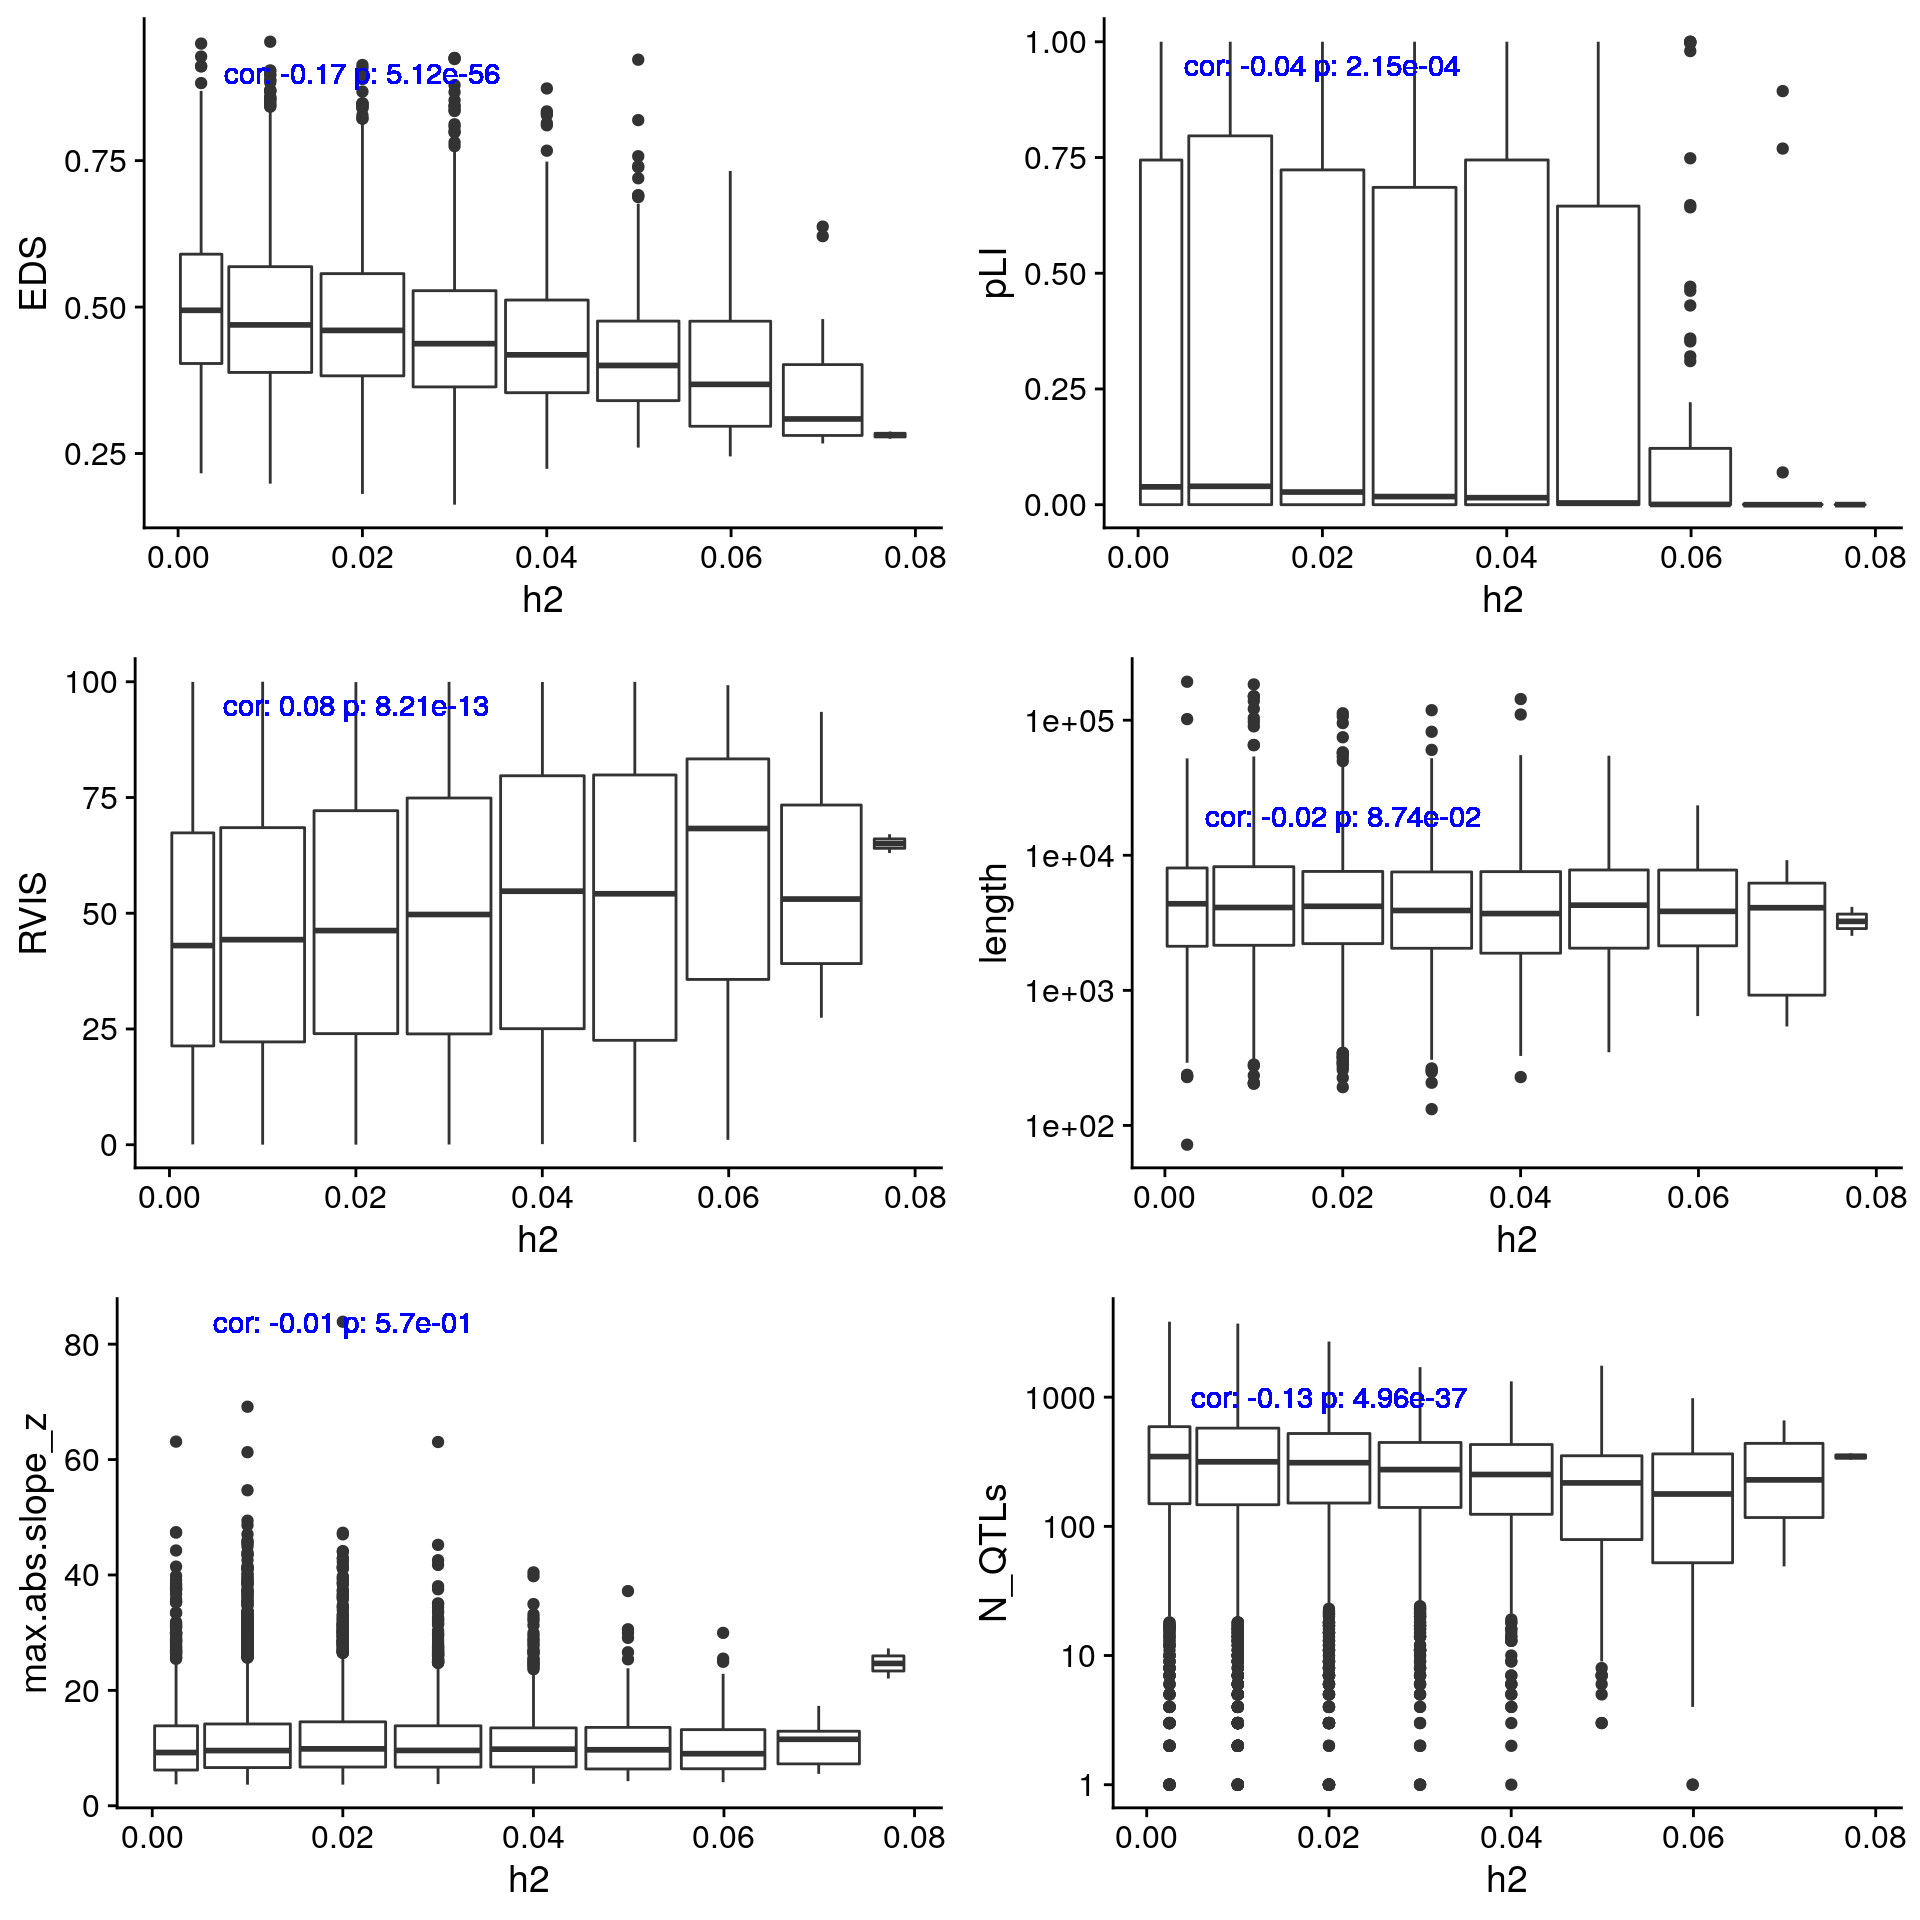 cor: -0.17 p: 5.12e-56
EDS
0.75
0.50
0.25
0.00 0.02 0.04 0.06 0.08
h2
cor: -0.04 p: 2.15e-04
pLI
1.00
0.75
0.50
0.25
0.00
0.00 0.02 0.04 0.06 0.08
h2
cor: 0.08 p: 8.21e-13
RVIS
100
75
50
25
0
0.00 0.02 0.04 0.06 0.08
h2
cor: -0.02 p: 8.74e-02
length
1e+05
1e+04
1e+03
1e+02
0.00 0.02 0.04 0.06 0.08
h2
cor: -0.01 p: 5.7e-01
max.abs.slope_z
80
60
40
20
0
0.00 0.02 0.04 0.06 0.08
h2
cor: -0.13 p: 4.96e-37
N_QTLs
1000
100
10
1
0.00 0.02 0.04 0.06 0.08
h2